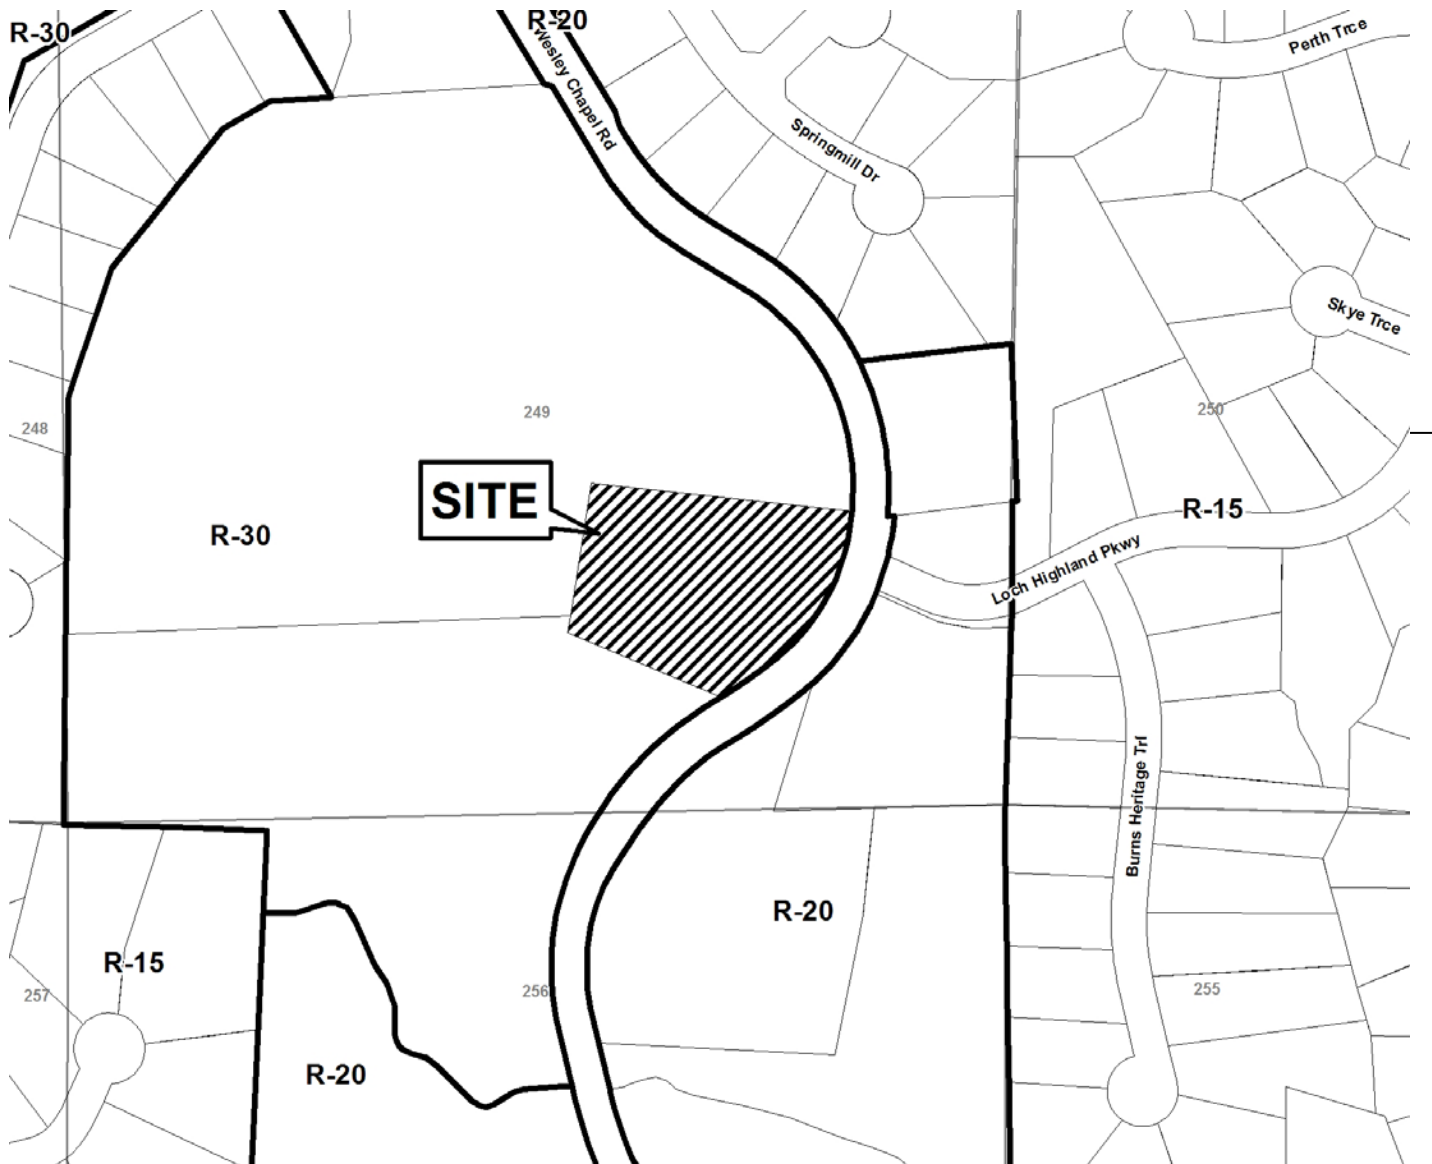 R-30
R-20
Wesley Chapel Rd
Perth Trce
Springmill Dr
Skye Trce
249
250
248
SITE
R-30
R-15
Loch Highland Pkwy
Burns Heritage Trl
R-20
R-15
257
256
255
R-20